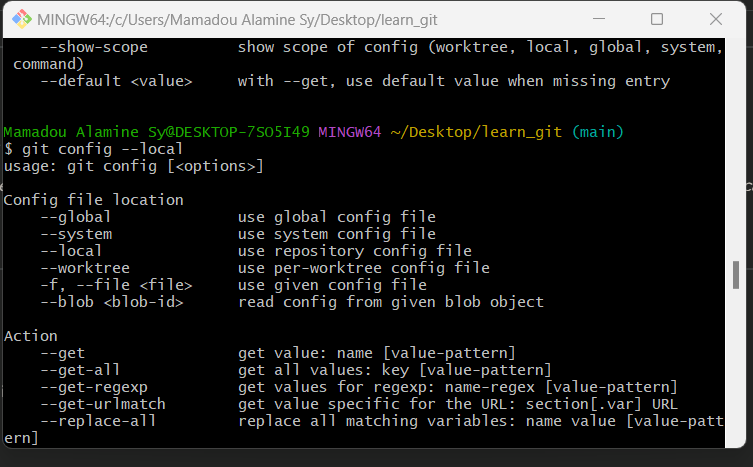 MINGW64:/c/Users/Mamadou Alamine Sy/Desktop/learn_git
--show-scope show scope of config (worktree, local, global, system,
command)
--default <value> with --get, use default value when missing entry
Mamadou Alamine Sy@DESKTOP-7SO5I49 MINGW64 ~/Desktop/learn_git (main)
$ git config --local
usage: git config [<options>]
Config file location
--global use global config file
--system use system config file
--local use repository config file
--worktree use per-worktree config file
-f, --file <file> use given config file
--blob <blob-id> read config from given blob object
Action
--get get value: name [value-pattern]
--get-all get all values: key [value-pattern]
--get-regexp get values for regexp: name-regex [value-pattern]
--get-urlmatch get value specific for the URL: section[.var] URL
--replace-all replace all matching variables: name value [value-patt
ern]